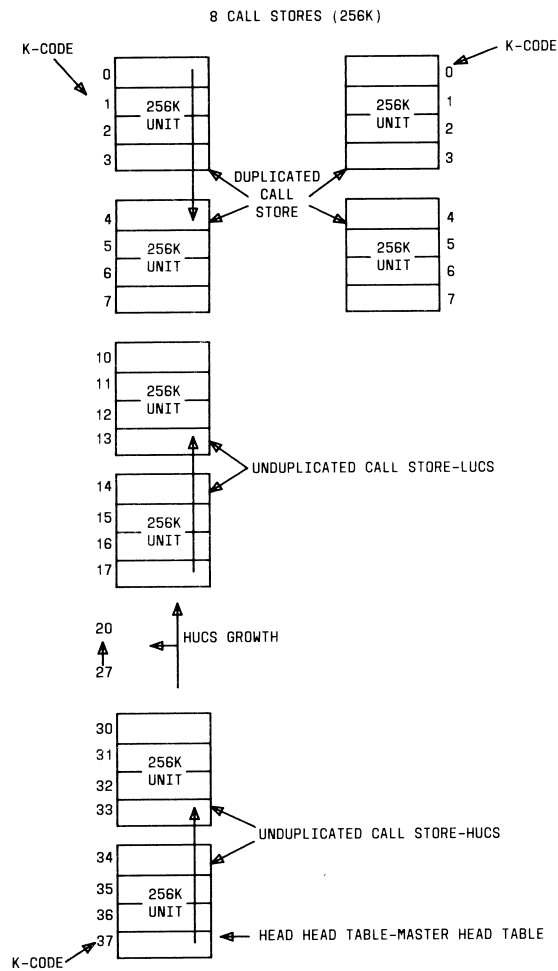 8 CALL STORES (256K)
K-CODE
K-CODE
0
1
2
3
256K
UNIT
256K
UNIT
0
1
2
3
DUPLICATED
CALL
STORE
4
5
6
7
256K
UNIT
256K
UNIT
4
5
6
7
10
11
12
13
256K
UNIT
UNDUPLICATED CALL STORE-LUCS
14
15
16
17
256K
UNIT
20
27
HUCS GROWTH
30
31
32
33
256K
UNIT
UNDUPLICATED CALL STORE-HUCS
34
35
36
37
256K
UNIT
HEAD HEAD TABLE-MASTER HEAD TABLE
K-CODE